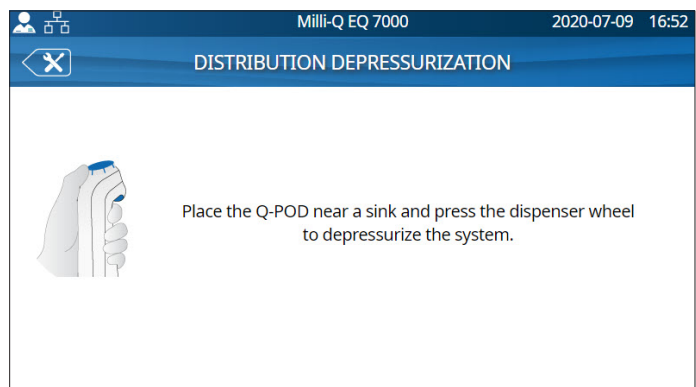 Milli-Q EQ 7000 2020-07-09 16:52
DISTRIBUTION DEPRESSURIZATION
Place the Q-POD near a sink and press the dispenser wheel
to depressurize the system.